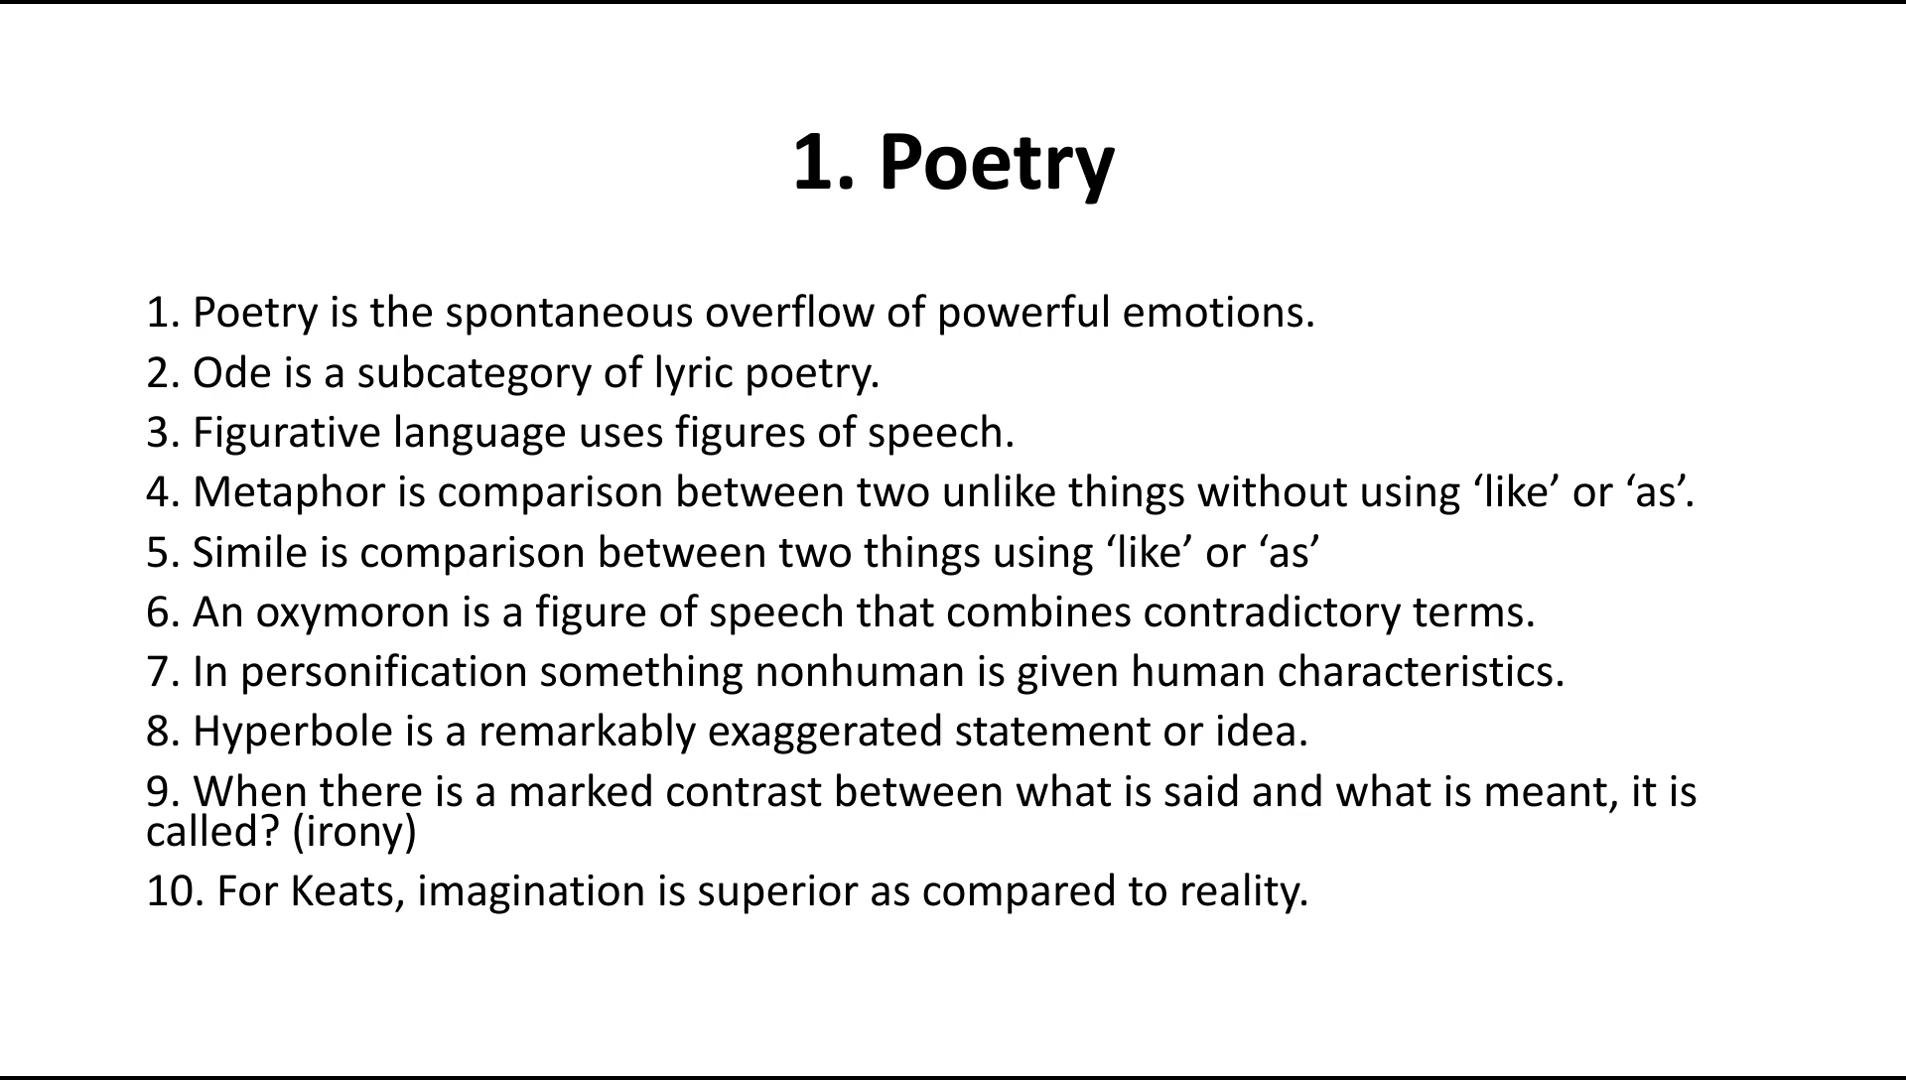 1. Poetry
1. Poetry is the spontaneous overflow of powerful emotions.
2. Ode is a subcategory of lyric poetry.
3. Figurative language uses figures of speech.
4. Metaphor is comparison between two unlike things without using ‘like’ or ‘as’.
5. Simile is comparison between two things using ‘like’ or ‘as’
6. An oxymoron is a figure of speech that combines contradictory terms.
7. In personification something nonhuman is given human characteristics.
8. Hyperbole is a remarkably exaggerated statement or idea.
9. When there is a marked contrast between what is said and what is meant, it is
called? (irony)
10. For Keats, imagination is superior as compared to reality.